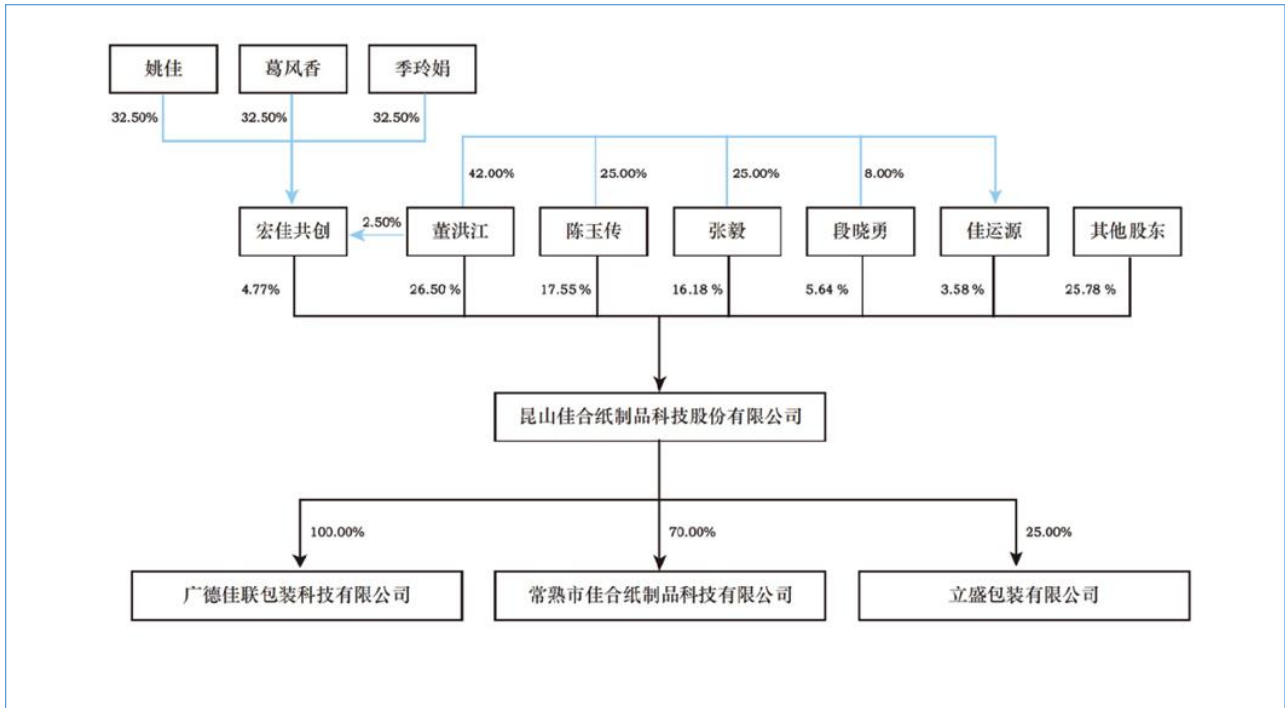 姚佳
葛风香
季玲娟
32.50%
32.50%
32.50%
42.00%
25.00%
25.00%
8.00%
宏佳共创
2.50%
董洪江
陈玉传
张毅
段晓勇
佳运源
其他股东
4.77%
26.50 %
17.55 %
16.18 %
5.64 %
3.58 %
25.78 %
昆山佳合纸制品科技股份有限公司
100.00%
70.00%
25.00%
广德佳联包装科技有限公司
常熟市佳合纸制品科技有限公司
立盛包装有限公司